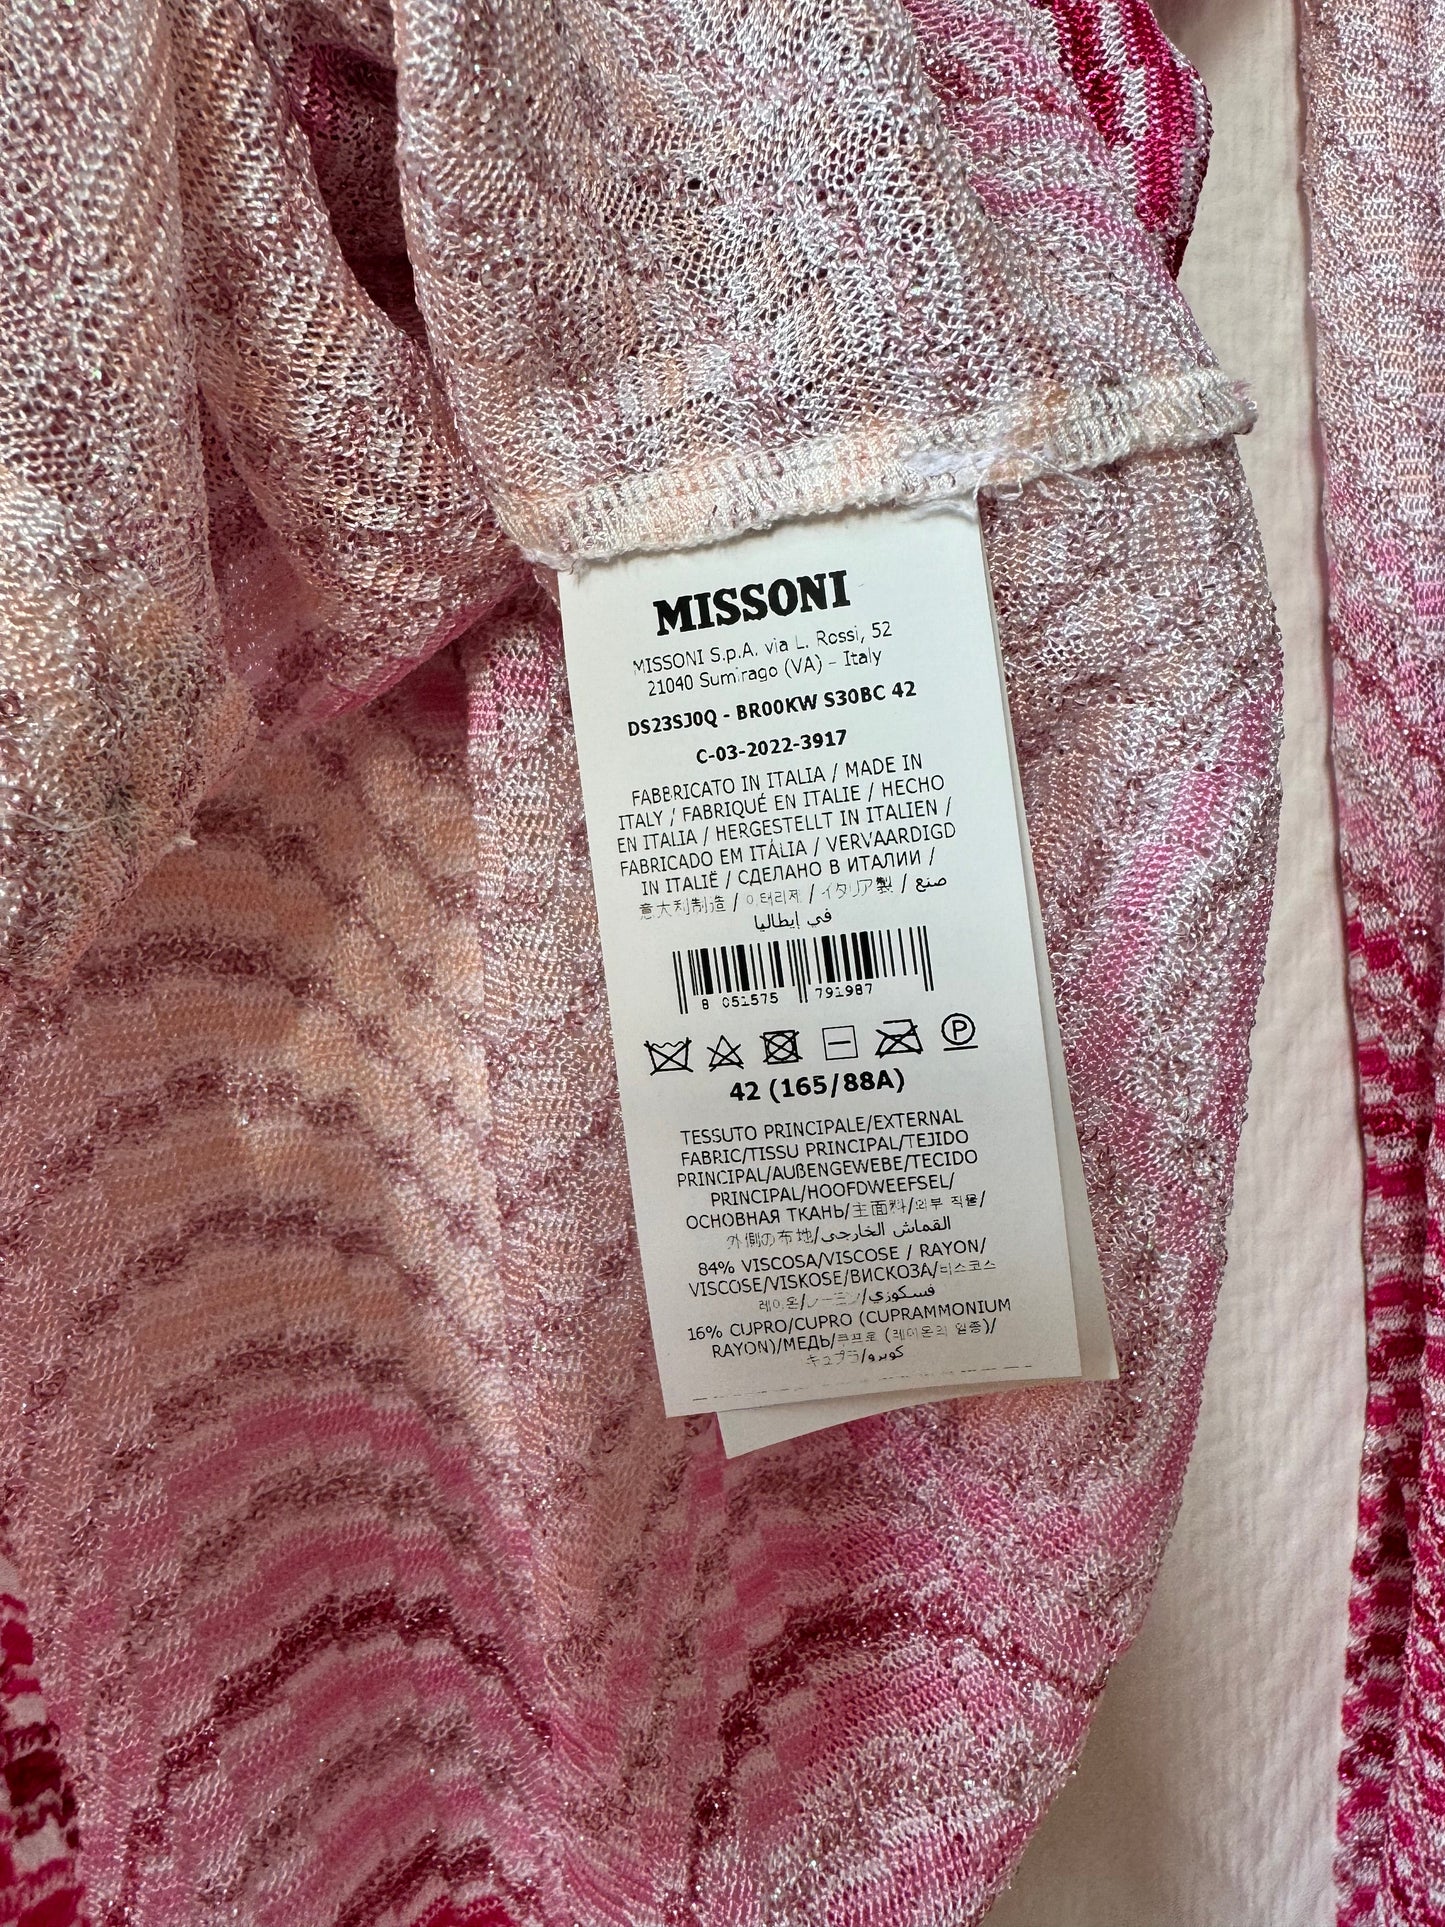 MISSONI
MISSONI S.p.A. via L. Rossi, 52
21040 Sumirago (VA) - Italy
DS23SJ0Q - BR00KW S30BC 42
C-03-2022-3917
FABBRICATO IN ITALIA / MADE IN
ITALY / FABRIQUÉ EN ITALIE / HECHO
EN ITALIA / HERGESTELLT IN ITALIEN /
FABRICADO EM ITÁLIA / VERVAARDIGD
IN ITALIË / СДЕЛАНО В ИТАЛИИ /
意大利制造 / 이태리제 / イタリア製 / صنع
في إيطاليا
8 051575 791987
P
42 (165/88A)
TESSUTO PRINCIPALE/EXTERNAL
FABRIC/TISSU PRINCIPAL/TEJIDO
PRINCIPAL/AUßENGEWEBE/TECIDO
PRINCIPAL/HOOFDWEEFSEL/
ОСНОВНАЯ ТКАНЬ/主面料/외부 직물/
外側の布地/القماش الخارجي
84% VISCOSA/VISCOSE / RAYON/
VISCOSE/VISKOSE/ВИСКОЗА/비스코스
레이온/レーヨン/فسكوزي
16% CUPRO/CUPRO (CUPRAMMONIUM
RAYON)/МЕДЬ/쿠프로 (레이온의 일종)/
キュプラ/كوبرو